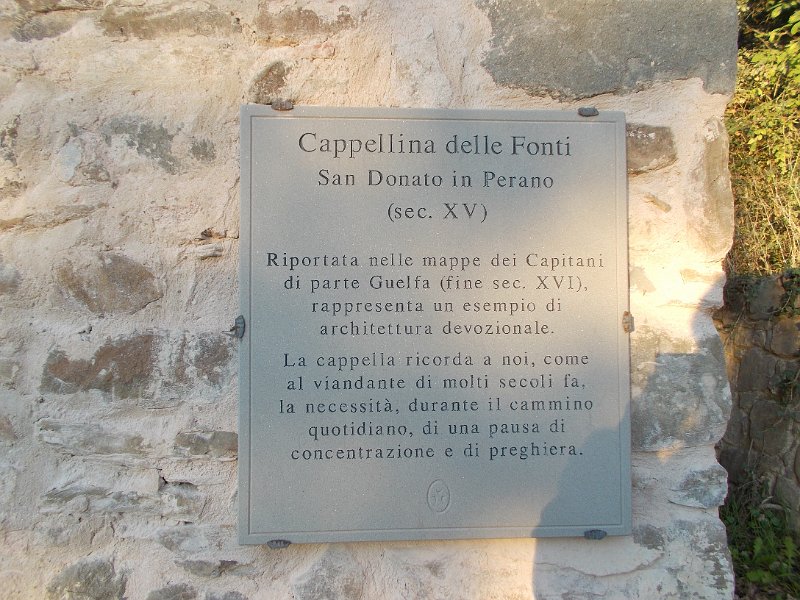 Cappellina delle Fonti
San Donato in Perano
(sec. XV)
Riportata nelle mappe dei Capitani
di parte Guelfa (fine sec. XVI),
rappresenta un esempio di
architettura devozionale.
La cappella ricorda a noi, come
al viandante di molti secoli fa,
la necessità, durante il cammino
quotidiano, di una pausa di
concentrazione e di preghiera.